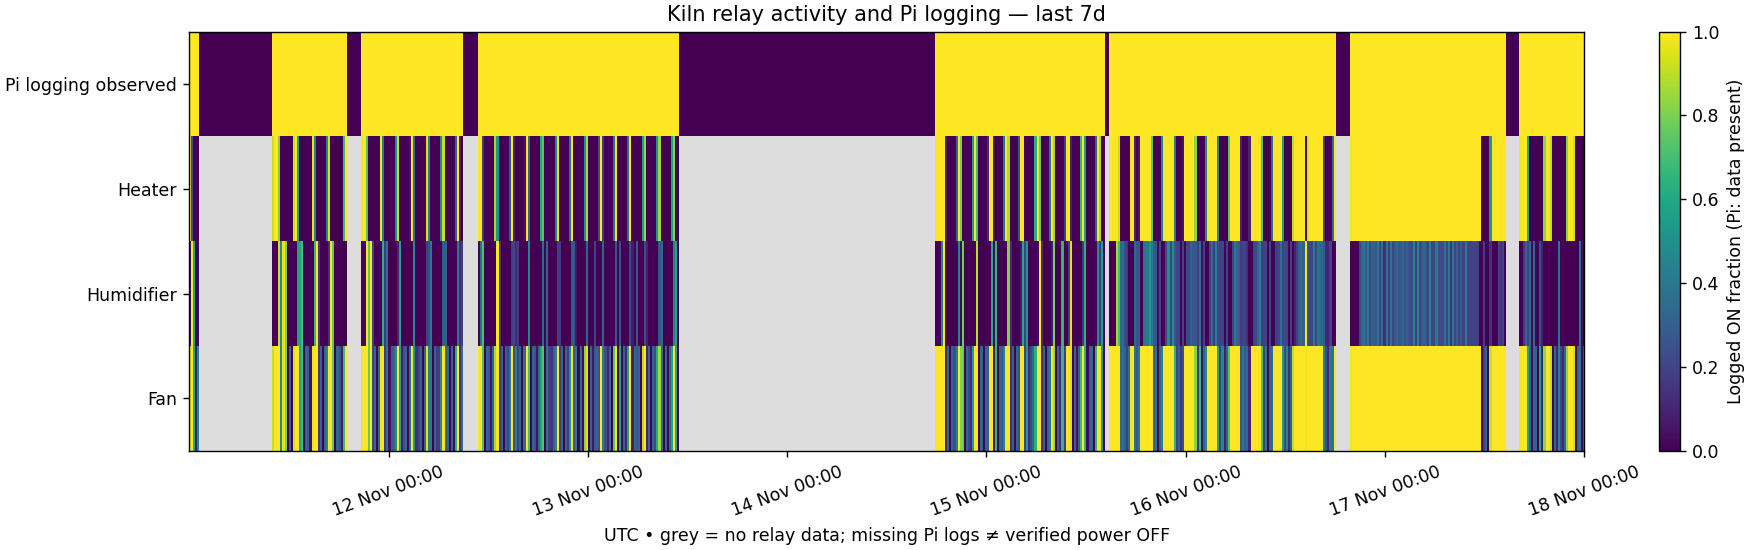 Kiln relay activity and Pi logging — last 7d
Pi logging observed
Heater
Humidifier
Fan
12 Nov 00:00
13 Nov 00:00
14 Nov 00:00
15 Nov 00:00
16 Nov 00:00
17 Nov 00:00
18 Nov 00:00
UTC • grey = no relay data; missing Pi logs ≠ verified power OFF
1.0
0.8
0.6
0.4
0.2
0.0
Logged ON fraction (Pi: data present)